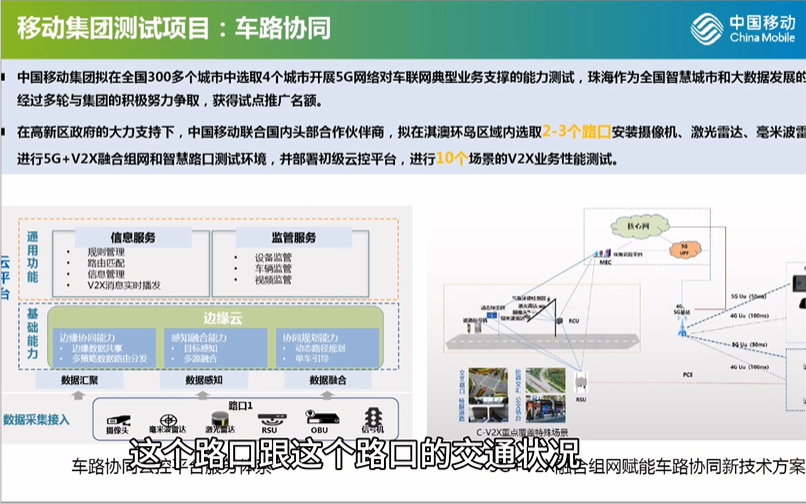 移动集团测试项目：车路协同
中国移动
China Mobile
中国移动集团拟在全国300多个城市中选取4个城市开展5G网络对车联网典型业务支撑的能力测试，珠海作为全国智慧城市和大数据发展的
经过多轮与集团的积极努力争取，获得试点推广名额。
在高新区政府的大力支持下，中国移动联合国内头部合作伙伴商，拟在淇澳环岛区域内选取2-3个路口安装摄像机、激光雷达、毫米波雷
进行5G+V2X融合组网和智慧路口测试环境，并部署初级云控平台，进行10个场景的V2X业务性能测试。
云平台
通用功能
信息服务
规则管理
路由匹配
信息管理
V2X消息实时播发
监管服务
设备监管
车辆监管
视频监管
基础能力
边缘云
边缘协同能力
边缘数据共享
多策略数据路由分发
感知融合能力
目标感知
多源融合
协同规划能力
动态路径规划
单车引导
数据汇聚
数据感知
数据融合
数据采集接入
路口1
摄像头
毫米波雷达
激光雷达
RSU
OBU
信号机
核心网
5G
UPF
MEC
RCU
4G、
5G基站
5G Uu (50ms)
4G Uu (100ms)
5G Uu (50ms)
4G Uu (100ms)
PC5
RSU
C-V2X重点覆盖特殊场景
这个路口跟这个路口的交通状况
车路协同云控平台服务体系
5G+V2X融合组网赋能车路协同新技术方案